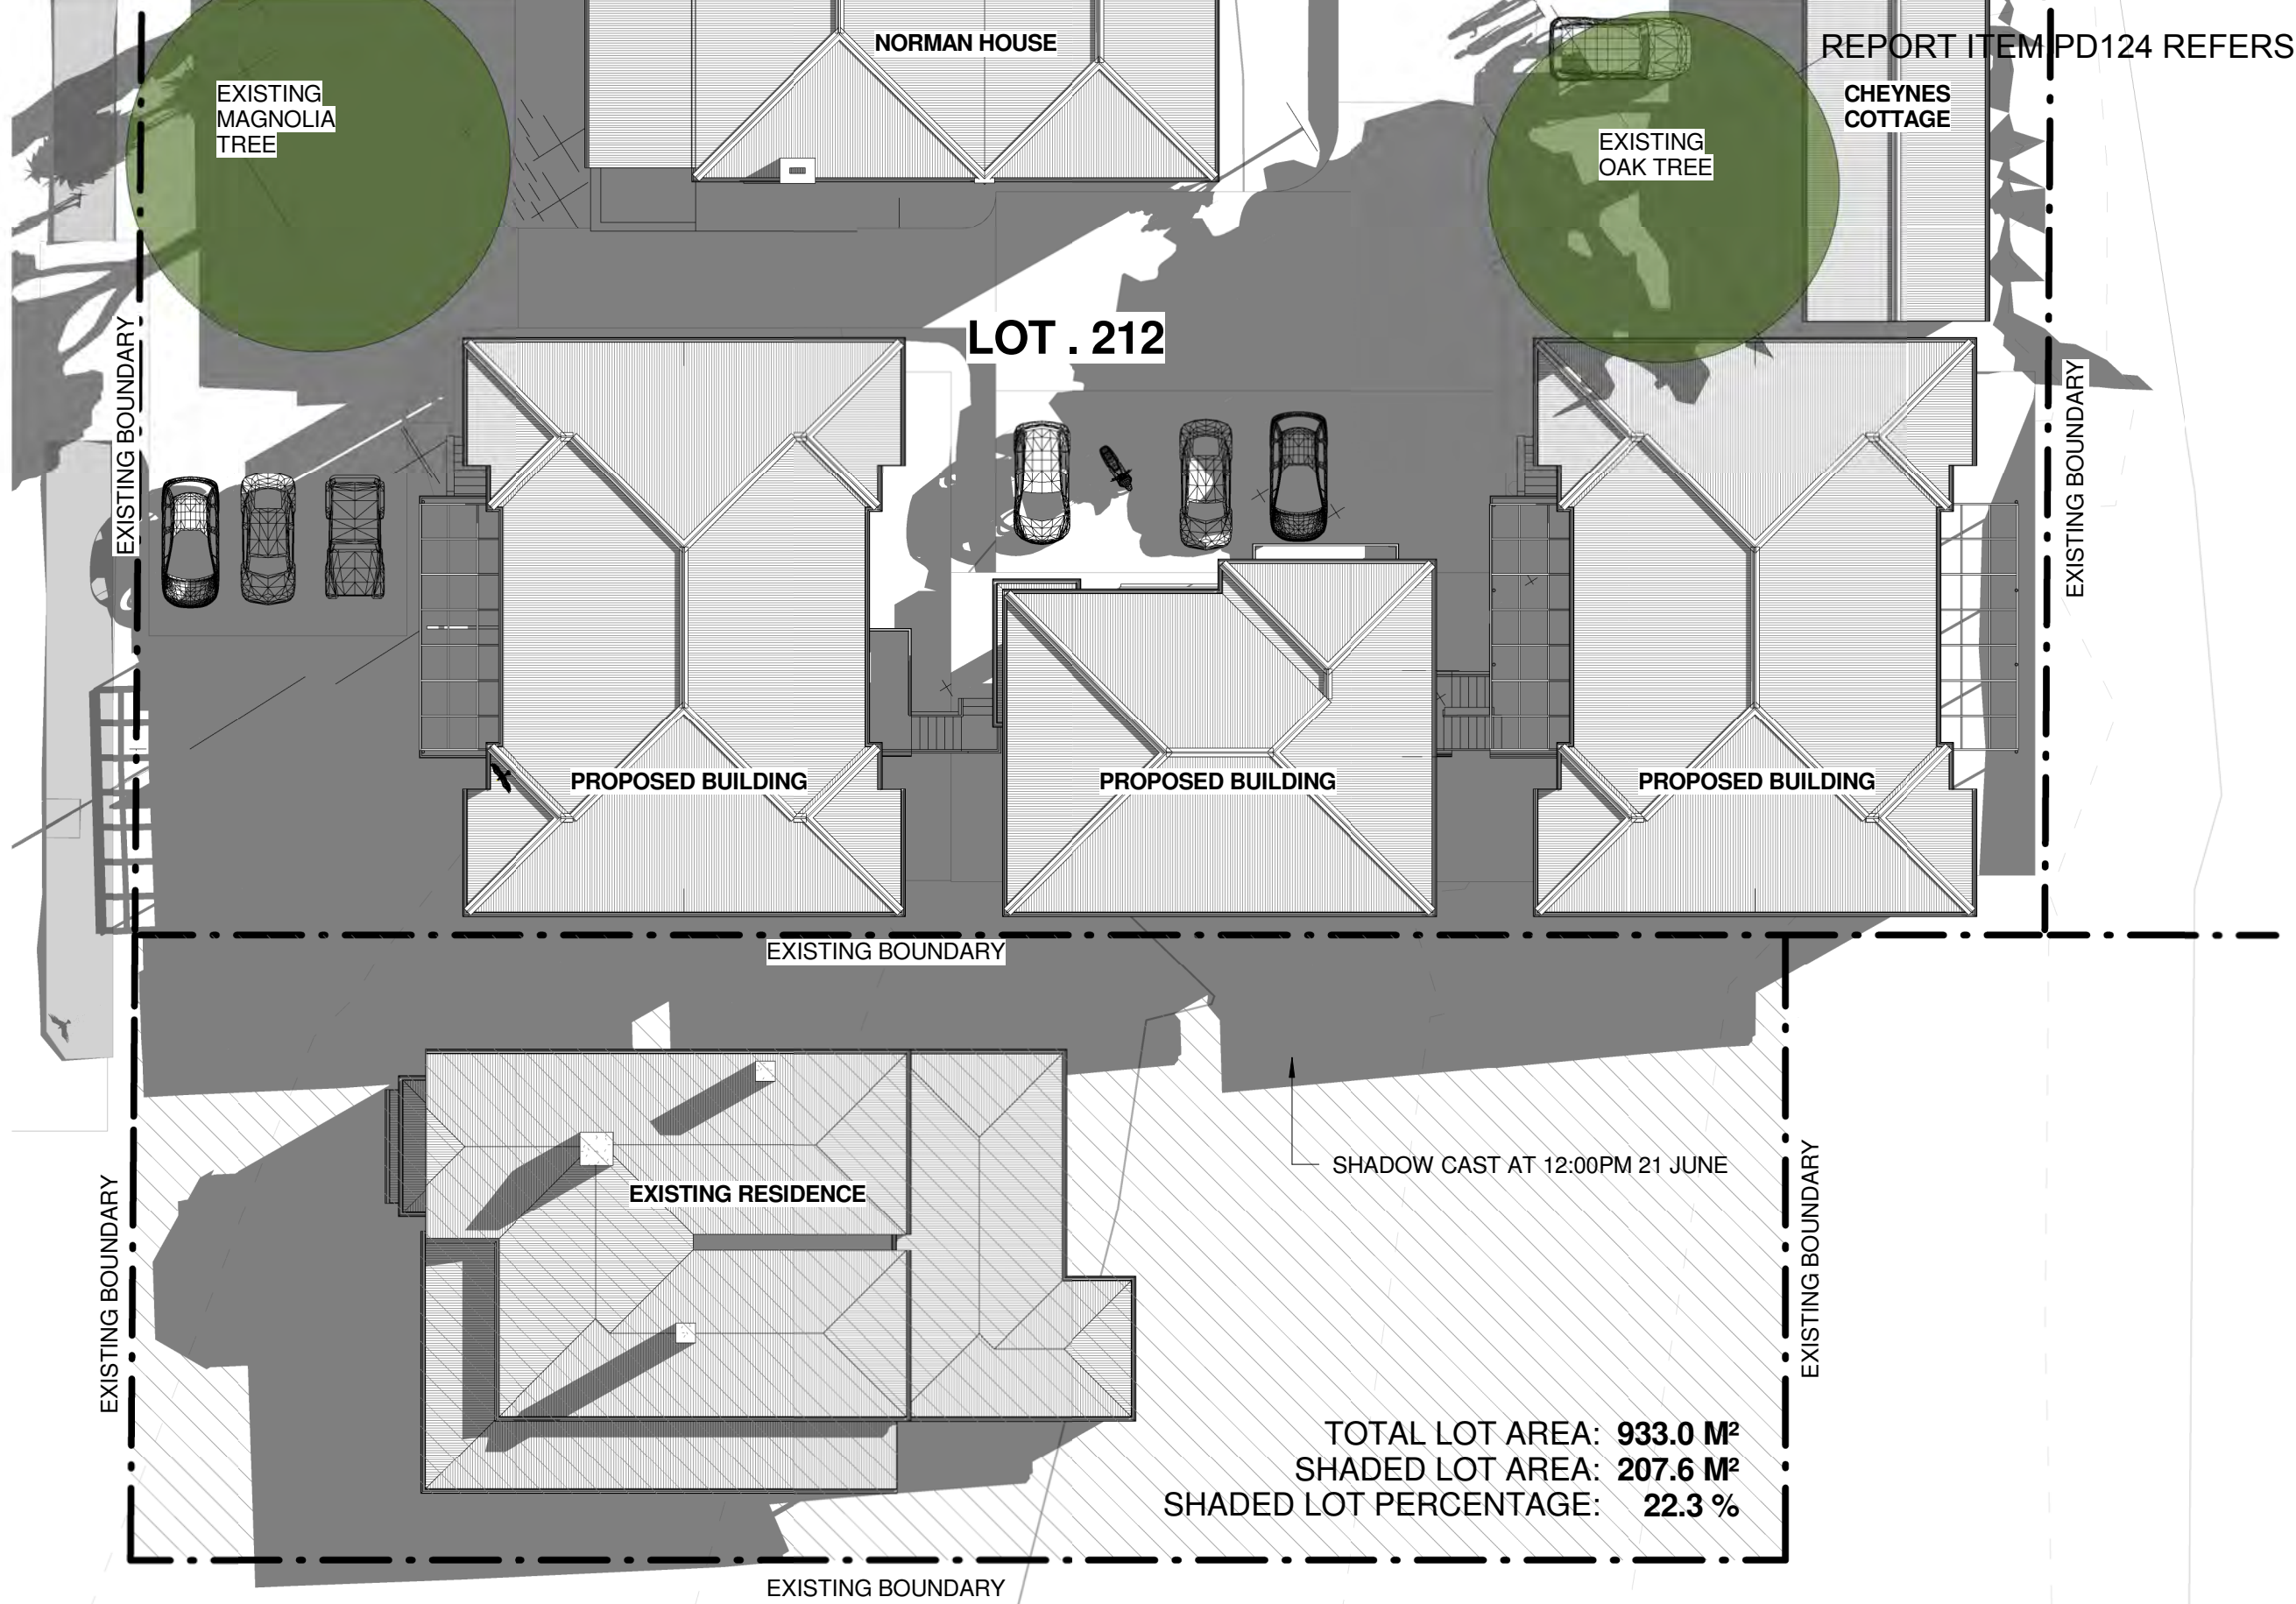 NORMAN HOUSE
REPORT ITEM PD124 REFERS
EXISTING
MAGNOLIA
TREE
CHEYNES
COTTAGE
EXISTING
OAK TREE
LOT . 212
EXISTING BOUNDARY
EXISTING BOUNDARY
PROPOSED BUILDING
PROPOSED BUILDING
PROPOSED BUILDING
EXISTING BOUNDARY
SHADOW CAST AT 12:00PM 21 JUNE
EXISTING RESIDENCE
EXISTING BOUNDARY
EXISTING BOUNDARY
TOTAL LOT AREA: 933.0 M²
SHADED LOT AREA: 207.6 M²
SHADED LOT PERCENTAGE: 22.3 %
EXISTING BOUNDARY